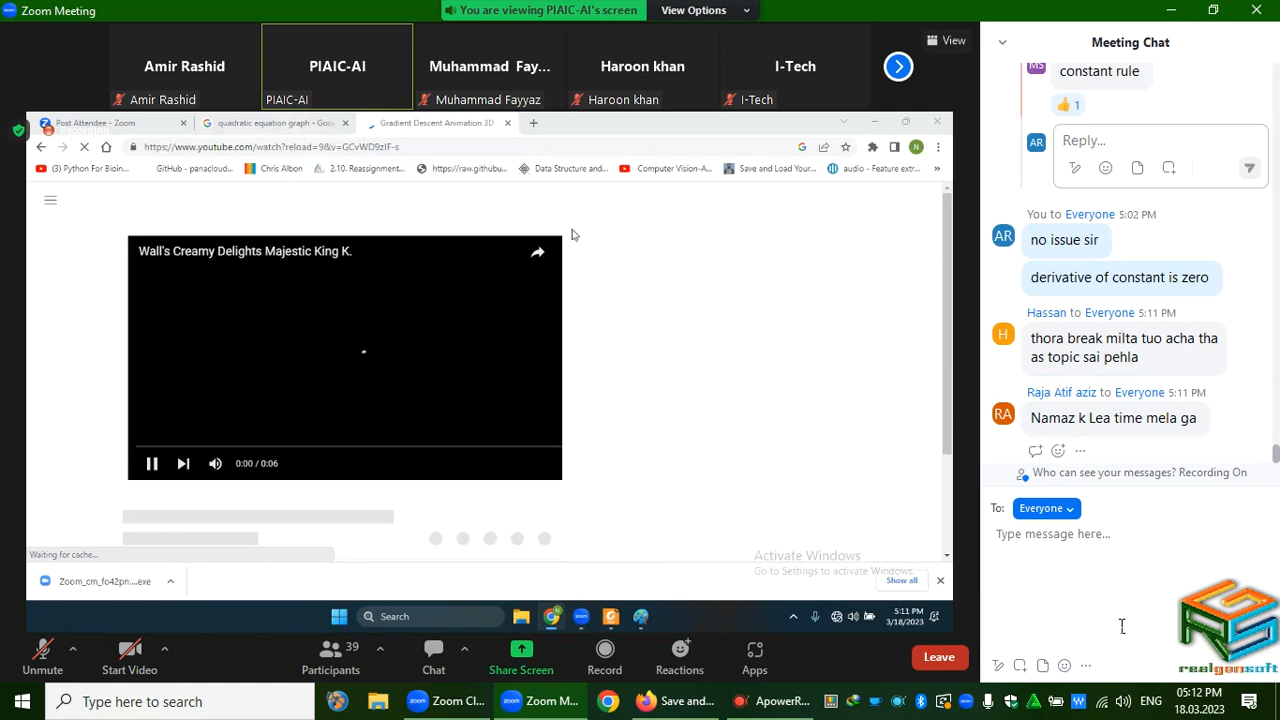 Zoom Meeting
You are viewing PIAIC-AI's screen
View Options
Amir Rashid
PIAIC-AI
Muhammad Fay...
Haroon khan
I-Tech
View
Amir Rashid
PIAIC-AI
Muhammad Fayyaz
Haroon khan
I-Tech
Recording
Post Attendee - Zoom
quadratic equation graph - Goo
Gradient Descent Animation 3D
https://www.youtube.com/watch?reload=9&v=GCvWD9zIF-s
(3) Python For Bioin...
GitHub - panacloud...
Chris Albon
2.10. Reassignment...
https://raw.githubu...
Data Structure and...
Computer Vision-A...
Save and Load Your...
audio - Feature extr...
Wall's Creamy Delights Majestic King K.
0:00 / 0:06
Waiting for cache...
Activate Windows
Go to Settings to activate Windows.
Zoom_cm_fo42pn....exe
Show all
Search
5:11 PM
3/18/2023
Meeting Chat
MS
constant rule
👍 1
AR
Reply...
You to Everyone 5:02 PM
AR
no issue sir
derivative of constant is zero
Hassan to Everyone 5:11 PM
H
thora break milta tuo acha tha
as topic sai pehla
Raja Atif aziz to Everyone 5:11 PM
RA
Namaz k Lea time mela ga
Who can see your messages? Recording On
To: Everyone
Type message here...
realgensoft
Unmute
Start Video
39
Participants
Chat
Share Screen
Record
Reactions
Apps
Leave
Type here to search
Zoom Cl...
Zoom M...
Save and...
ApowerR...
ENG
05:12 PM
18.03.2023